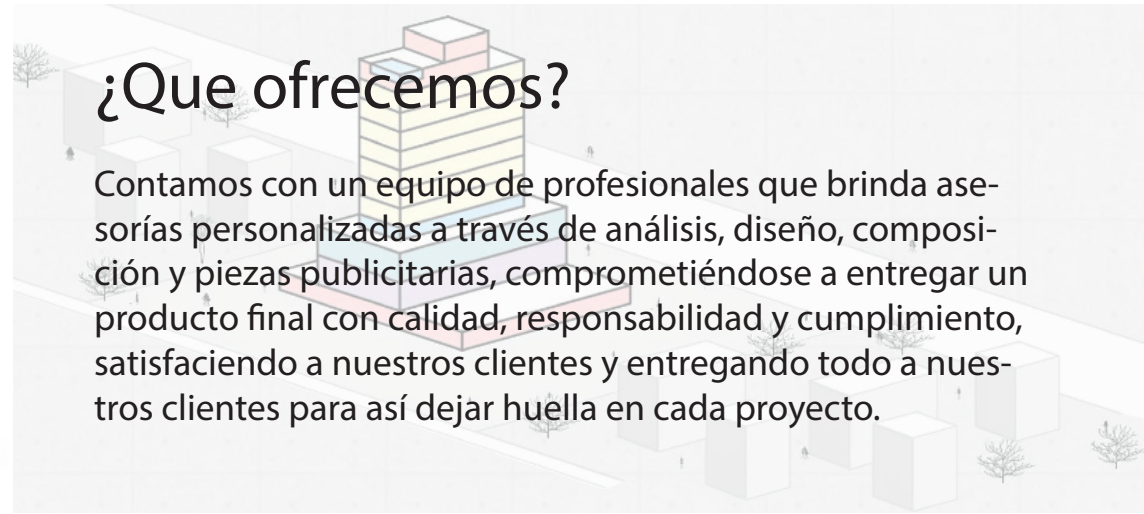 ¿Que ofrecemos?
Contamos con un equipo de profesionales que brinda ase-
sorías personalizadas a través de análisis, diseño, composi-
ción y piezas publicitarias, comprometiéndose a entregar un
producto final con calidad, responsabilidad y cumplimiento,
satisfaciendo a nuestros clientes y entregando todo a nues-
tros clientes para así dejar huella en cada proyecto.